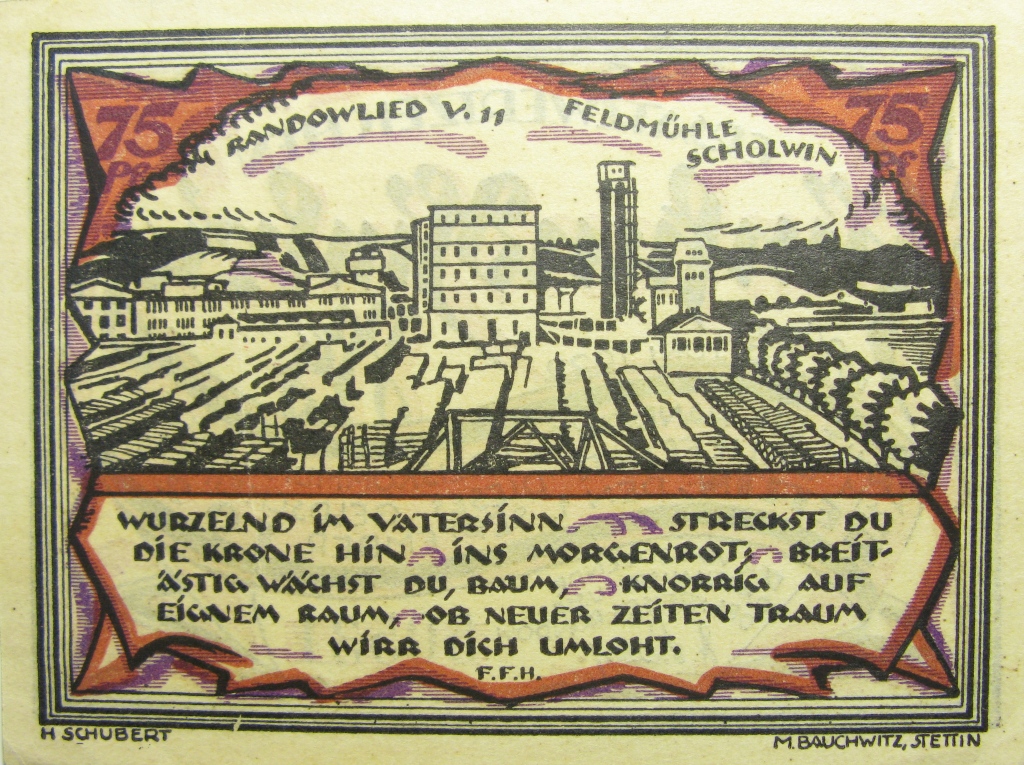 75 Pf
RANDOWLIED V. 11
FELDMÜHLE
SCHOLWIN
75 Pf
WURZELND IM VATERSINN STRECKST DU
DIE KRONE HIN INS MORGENROT, BREIT-
ÄSTIG WÄCHST DU, BAUM, KNORRIG AUF
EIGNEM RAUM, OB NEUER ZEITEN TRAUM
WIRR DICH UMLOHT.
F.F.H.
H SCHUBERT
M. BAUCHWITZ, STETTIN